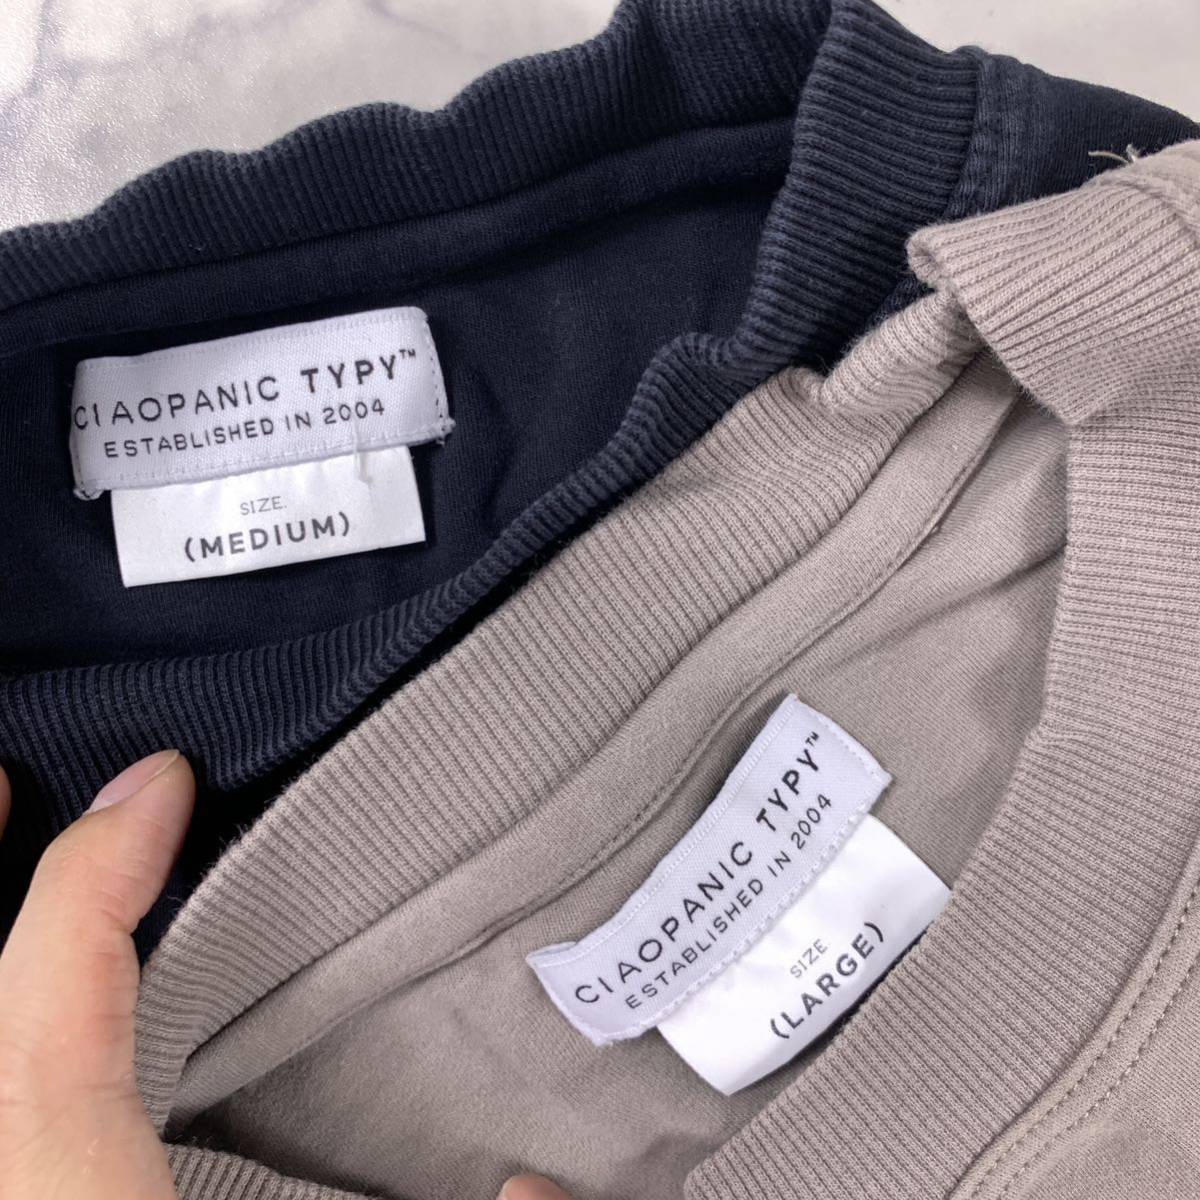 CIAOPANIC TYPY™
ESTABLISHED IN 2004
SIZE.
(MEDIUM)
CIAOPANIC TYPY™
ESTABLISHED IN 2004
SIZE
(LARGE)